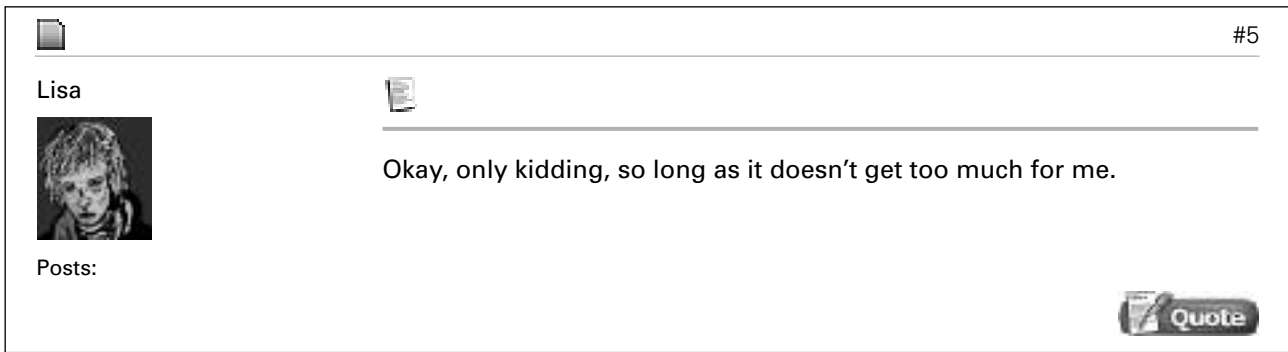 #5
Lisa
Okay, only kidding, so long as it doesn’t get too much for me.
Posts:
Quote